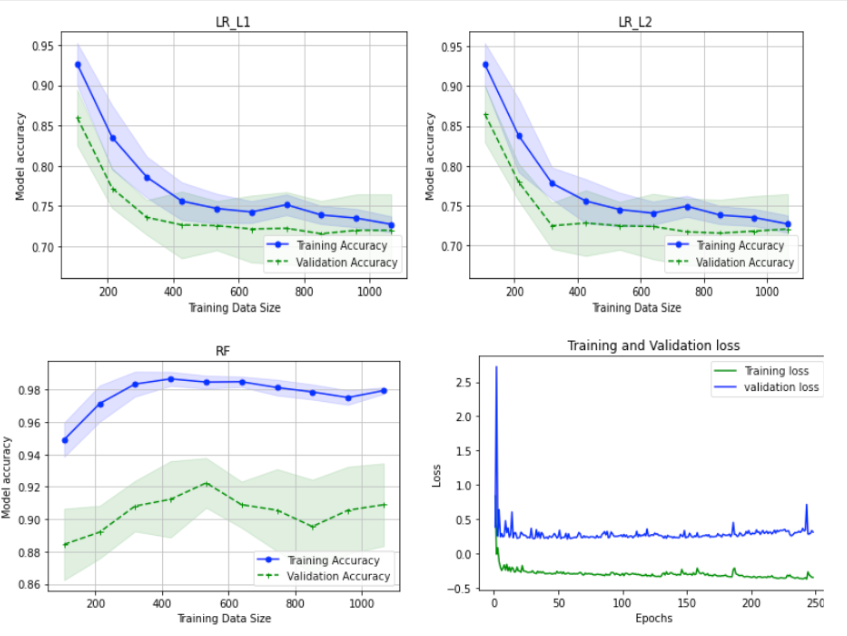 LR_L1
Model accuracy
0.95
0.90
0.85
0.80
0.75
0.70
Training Accuracy
Validation Accuracy
200 400 600 800 1000
Training Data Size
LR_L2
Model accuracy
0.95
0.90
0.85
0.80
0.75
0.70
Training Accuracy
Validation Accuracy
200 400 600 800 1000
Training Data Size
RF
Model accuracy
0.98
0.96
0.94
0.92
0.90
0.88
0.86
Training Accuracy
Validation Accuracy
200 400 600 800 1000
Training Data Size
Training and Validation loss
Loss
2.5
2.0
1.5
1.0
0.5
0.0
−0.5
Training loss
validation loss
0 50 100 150 200 250
Epochs